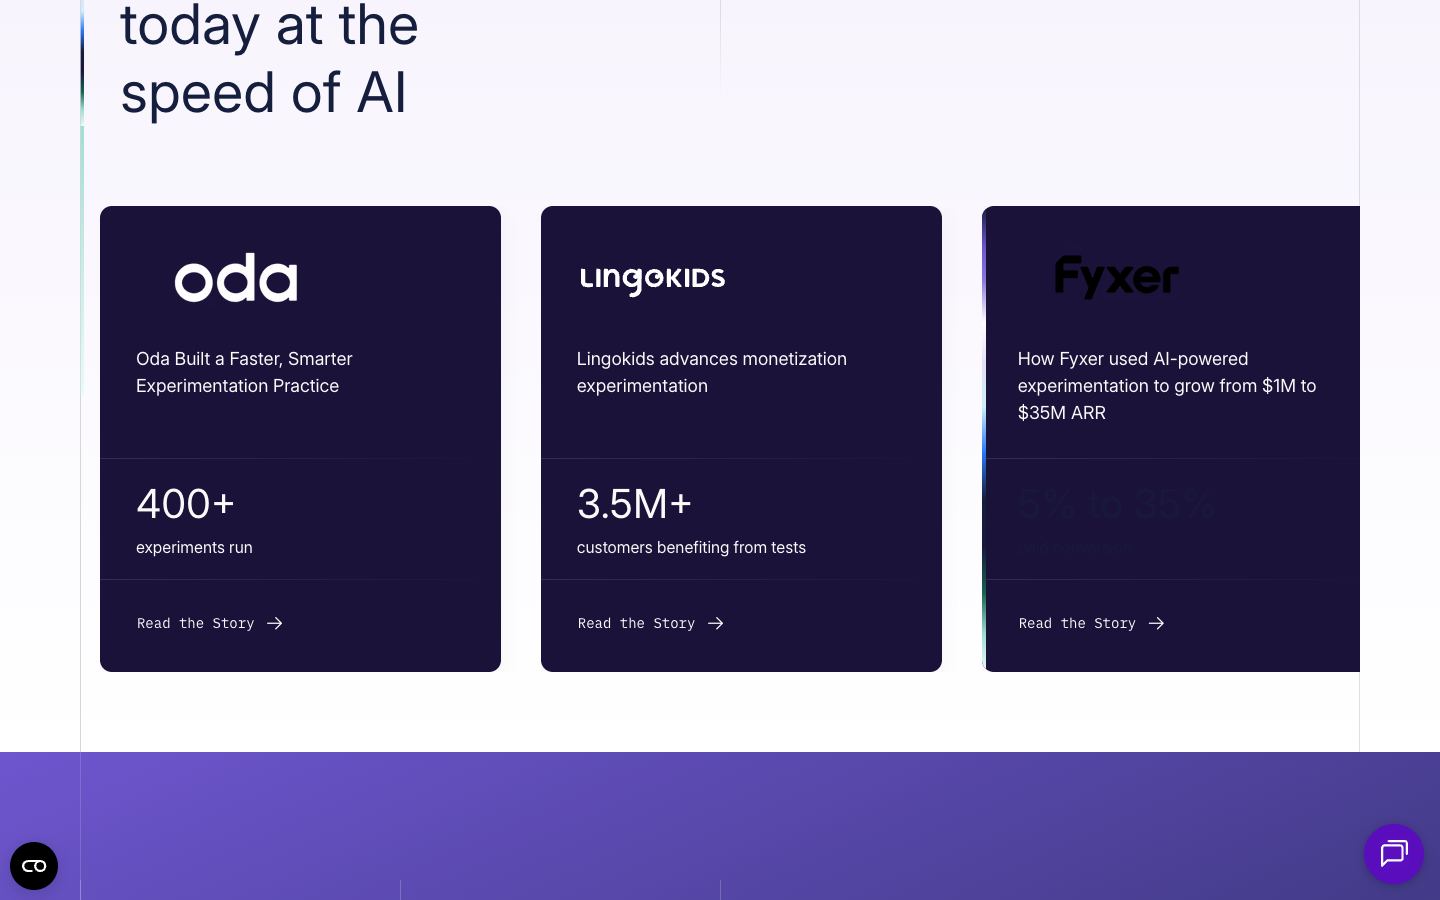 today at the
speed of AI
oda
Oda Built a Faster, Smarter
Experimentation Practice
400+
experiments run
Read the Story
LINGOKIDS
Lingokids advances monetization
experimentation
3.5M+
customers benefiting from tests
Read the Story
Fyxer
How Fyxer used AI-powered
experimentation to grow from $1M to
$35M ARR
5% to 35%
Read the Story